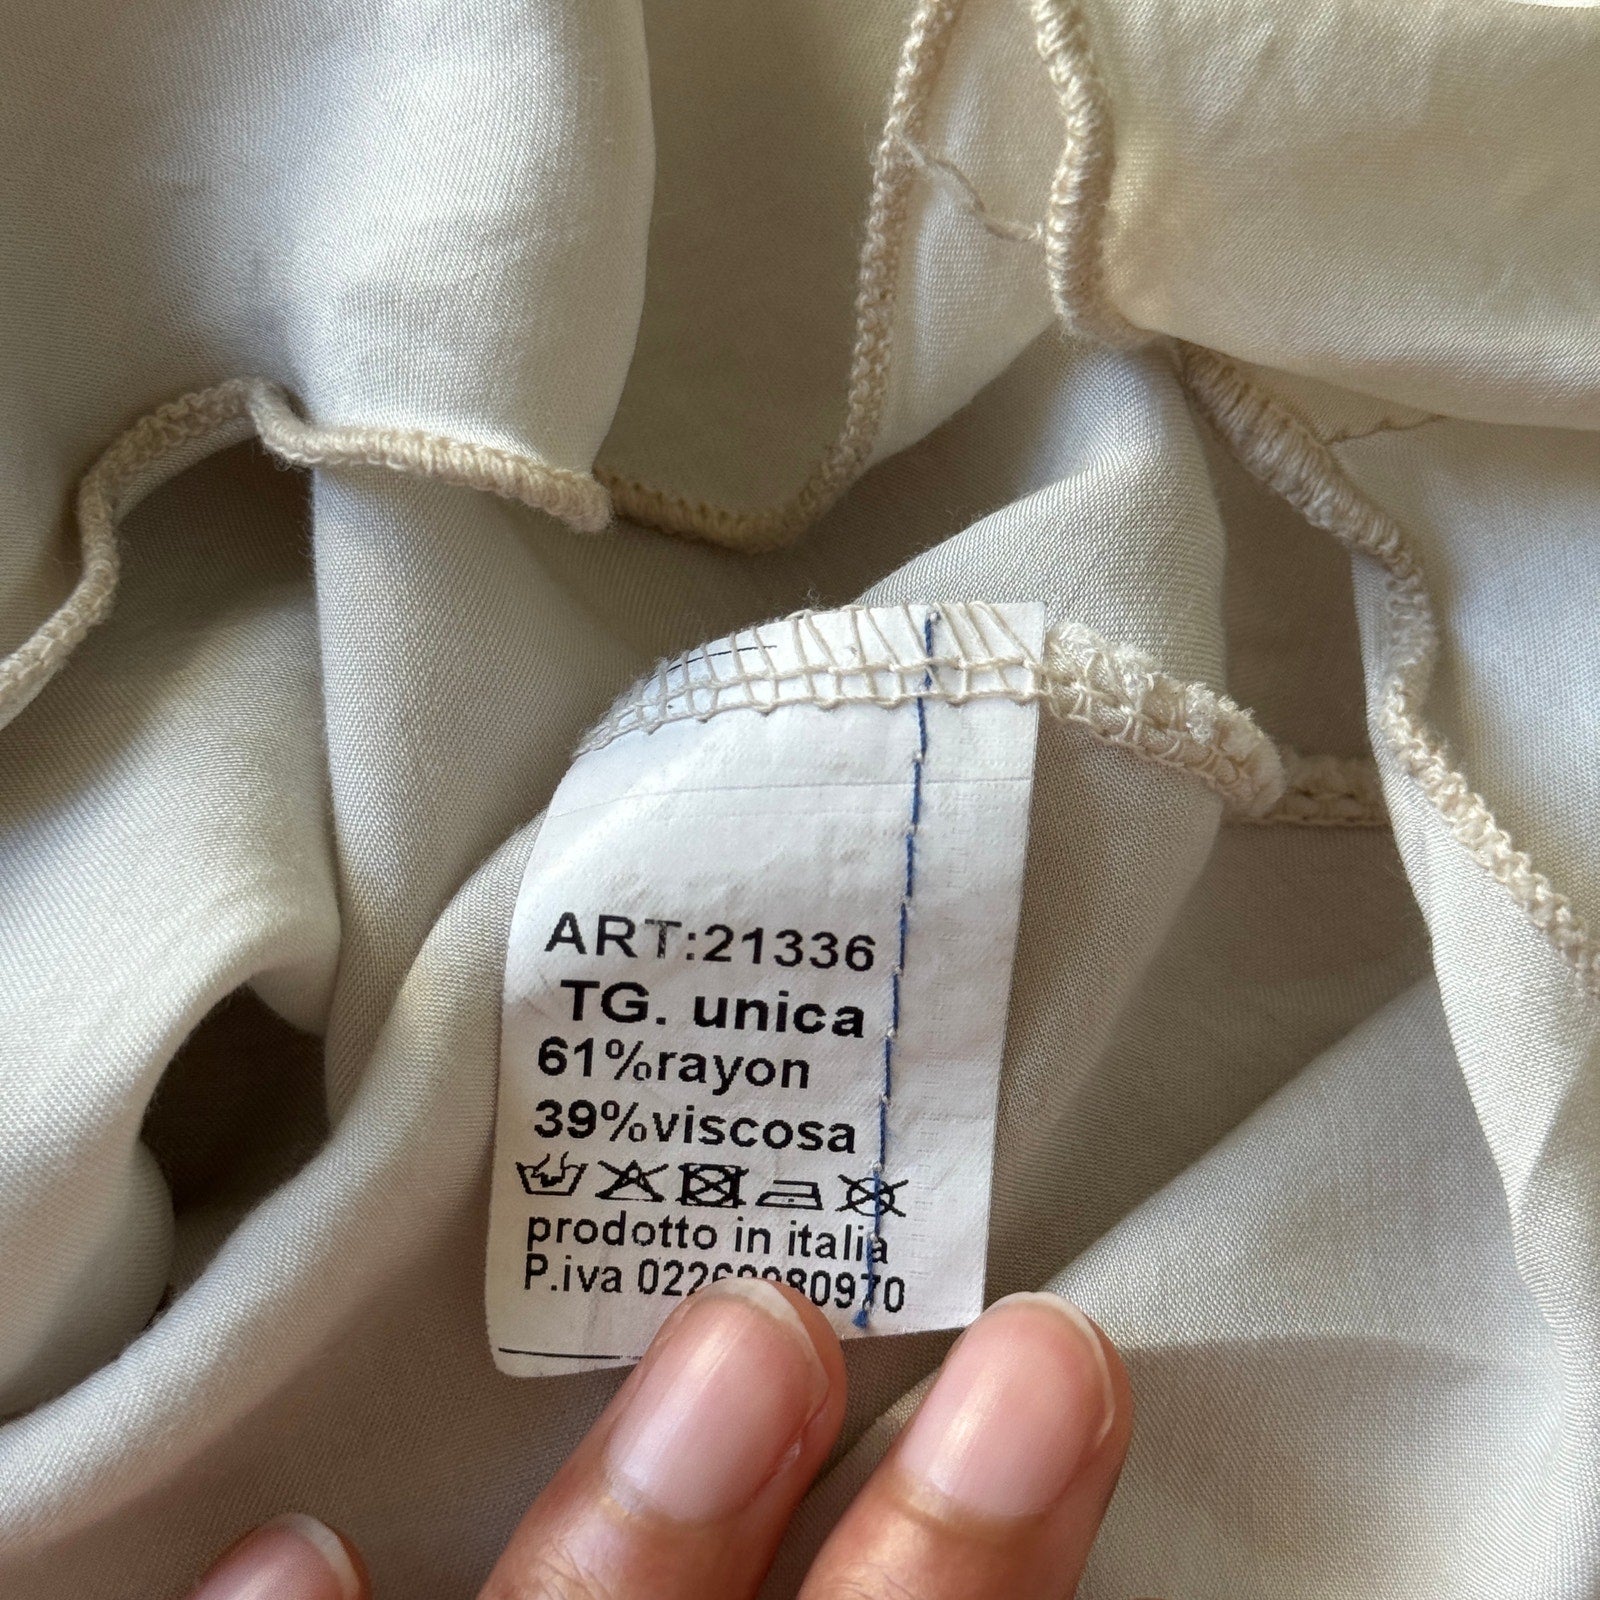 ART:21336
TG. unica
61%rayon
39%viscosa
prodotto in italia
P.iva